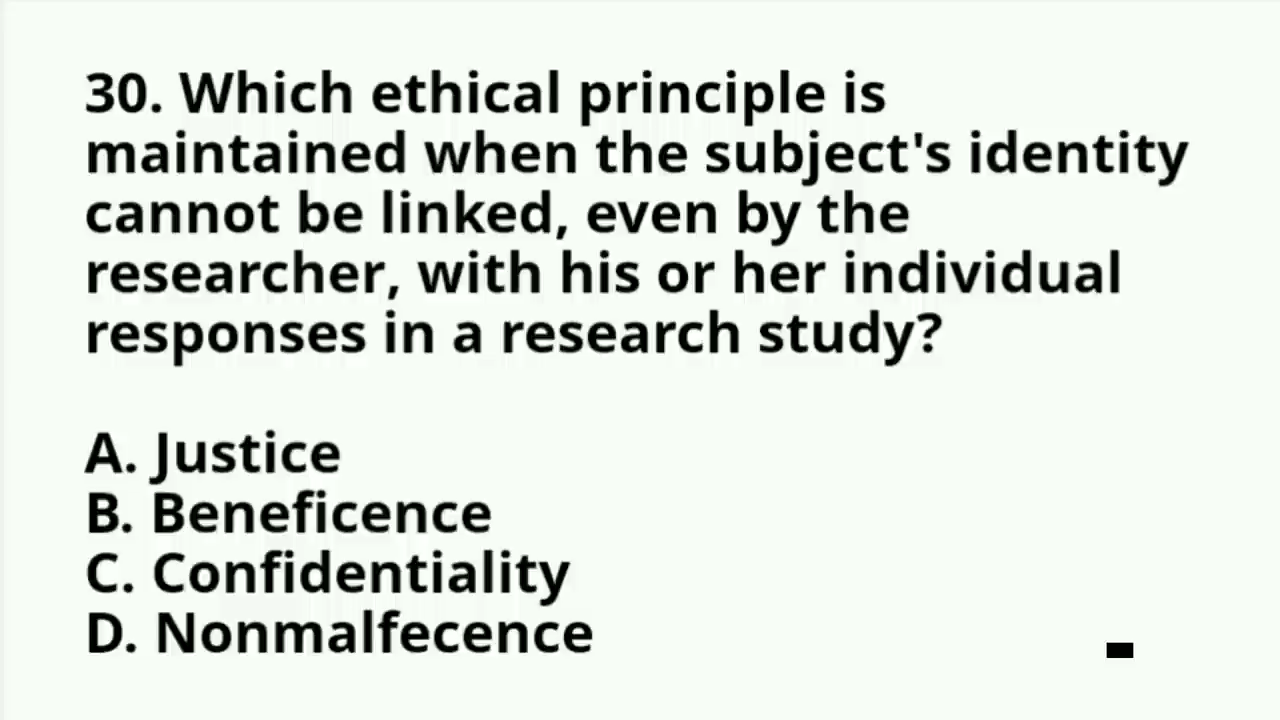 30. Which ethical principle is
maintained when the subject's identity
cannot be linked, even by the
researcher, with his or her individual
responses in a research study?
A. Justice
B. Beneficence
C. Confidentiality
D. Nonmalfecence